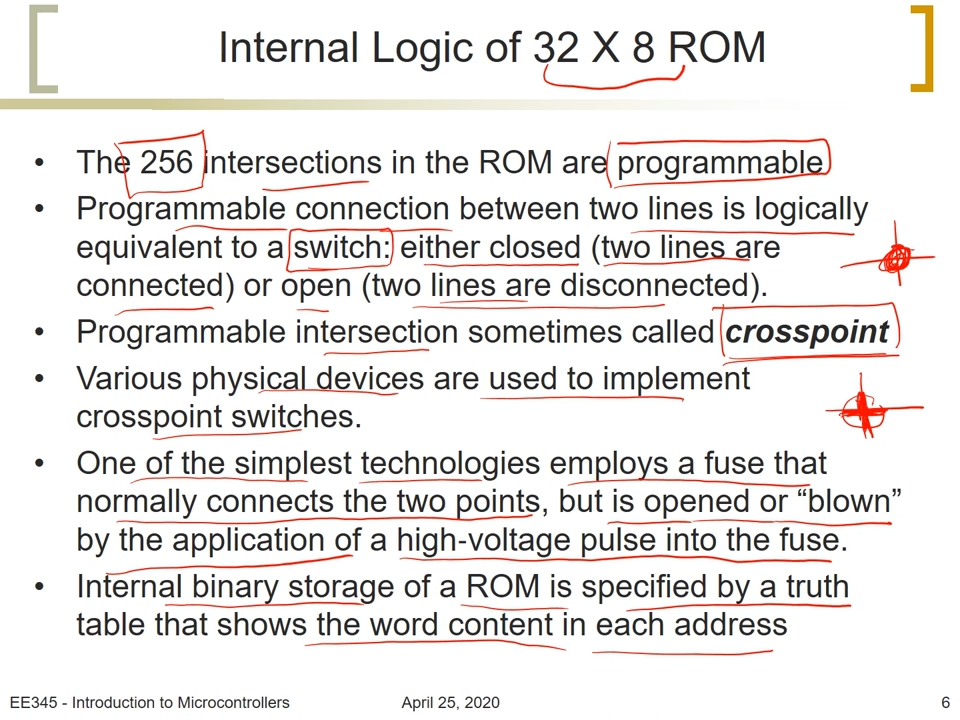 Internal Logic of 32 X 8 ROM
• The 256 intersections in the ROM are programmable
• Programmable connection between two lines is logically
equivalent to a switch: either closed (two lines are
connected) or open (two lines are disconnected).
• Programmable intersection sometimes called crosspoint
• Various physical devices are used to implement
crosspoint switches.
• One of the simplest technologies employs a fuse that
normally connects the two points, but is opened or “blown”
by the application of a high-voltage pulse into the fuse.
• Internal binary storage of a ROM is specified by a truth
table that shows the word content in each address
EE345 - Introduction to Microcontrollers April 25, 2020 6